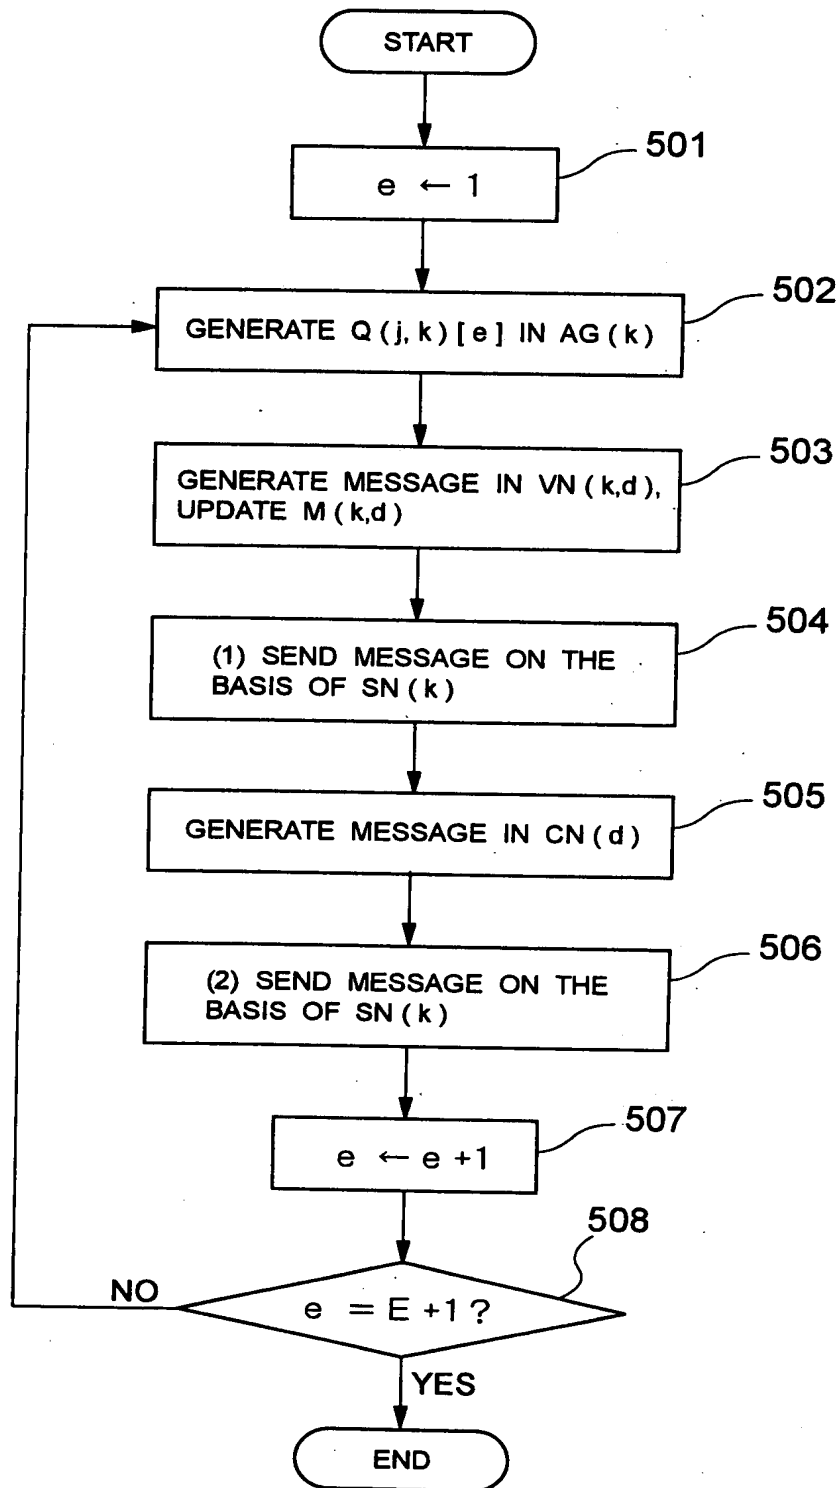 START
501
e ← 1
502
GENERATE Q(j,k)[e] IN AG(k)
503
GENERATE MESSAGE IN VN(k,d),
UPDATE M(k,d)
504
(1) SEND MESSAGE ON THE
BASIS OF SN(k)
505
GENERATE MESSAGE IN CN(d)
506
(2) SEND MESSAGE ON THE
BASIS OF SN(k)
507
e ← e +1
508
NO
e = E +1 ?
YES
END